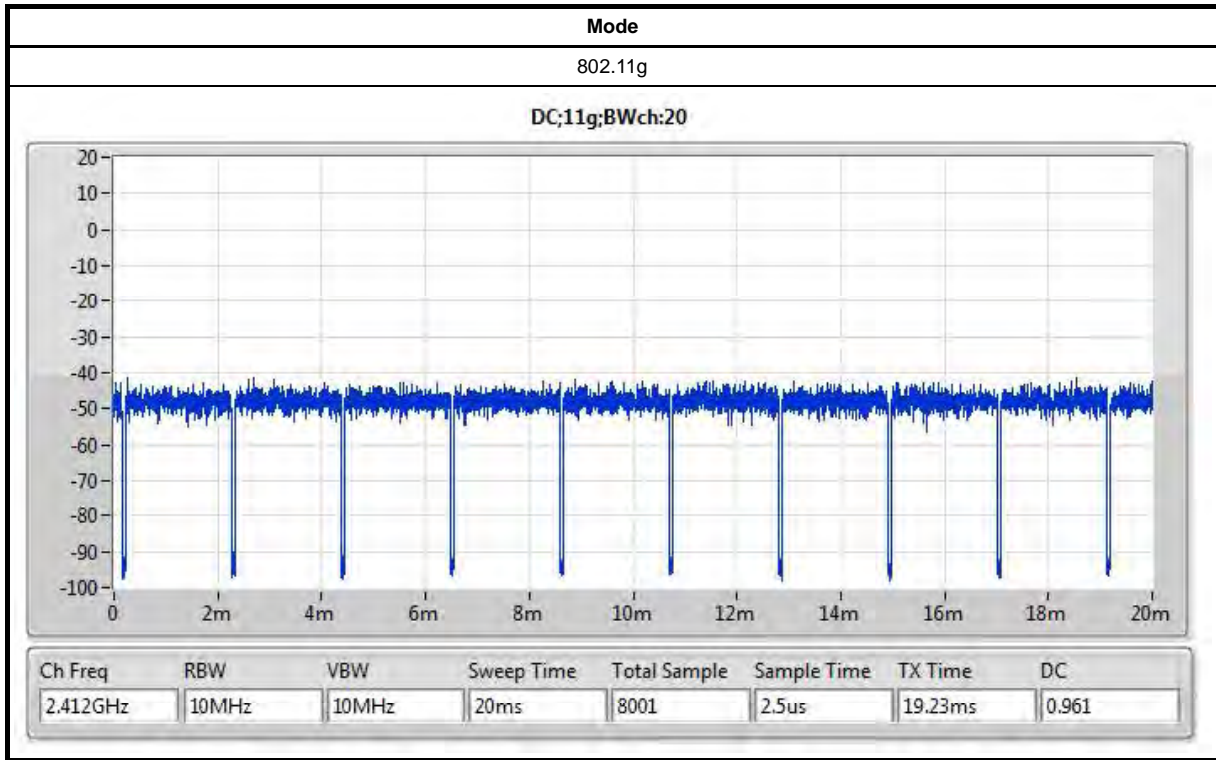 Mode
802.11g
DC;11g;BWch:20
20
10
0
-10
-20
-30
-40
-50
-60
-70
-80
-90
-100
0 2m 4m 6m 8m 10m 12m 14m 16m 18m 20m
Ch Freq RBW VBW Sweep Time Total Sample Sample Time TX Time DC
2.412GHz 10MHz 10MHz 20ms 8001 2.5us 19.23ms 0.961